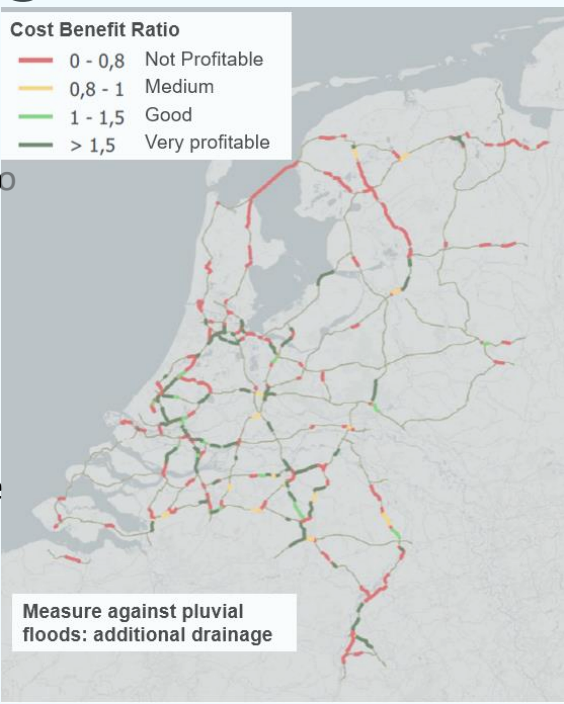 Cost Benefit Ratio
0 - 0,8 Not Profitable
0,8 - 1 Medium
1 - 1,5 Good
> 1,5 Very profitable
o
e
Measure against pluvial
floods: additional drainage